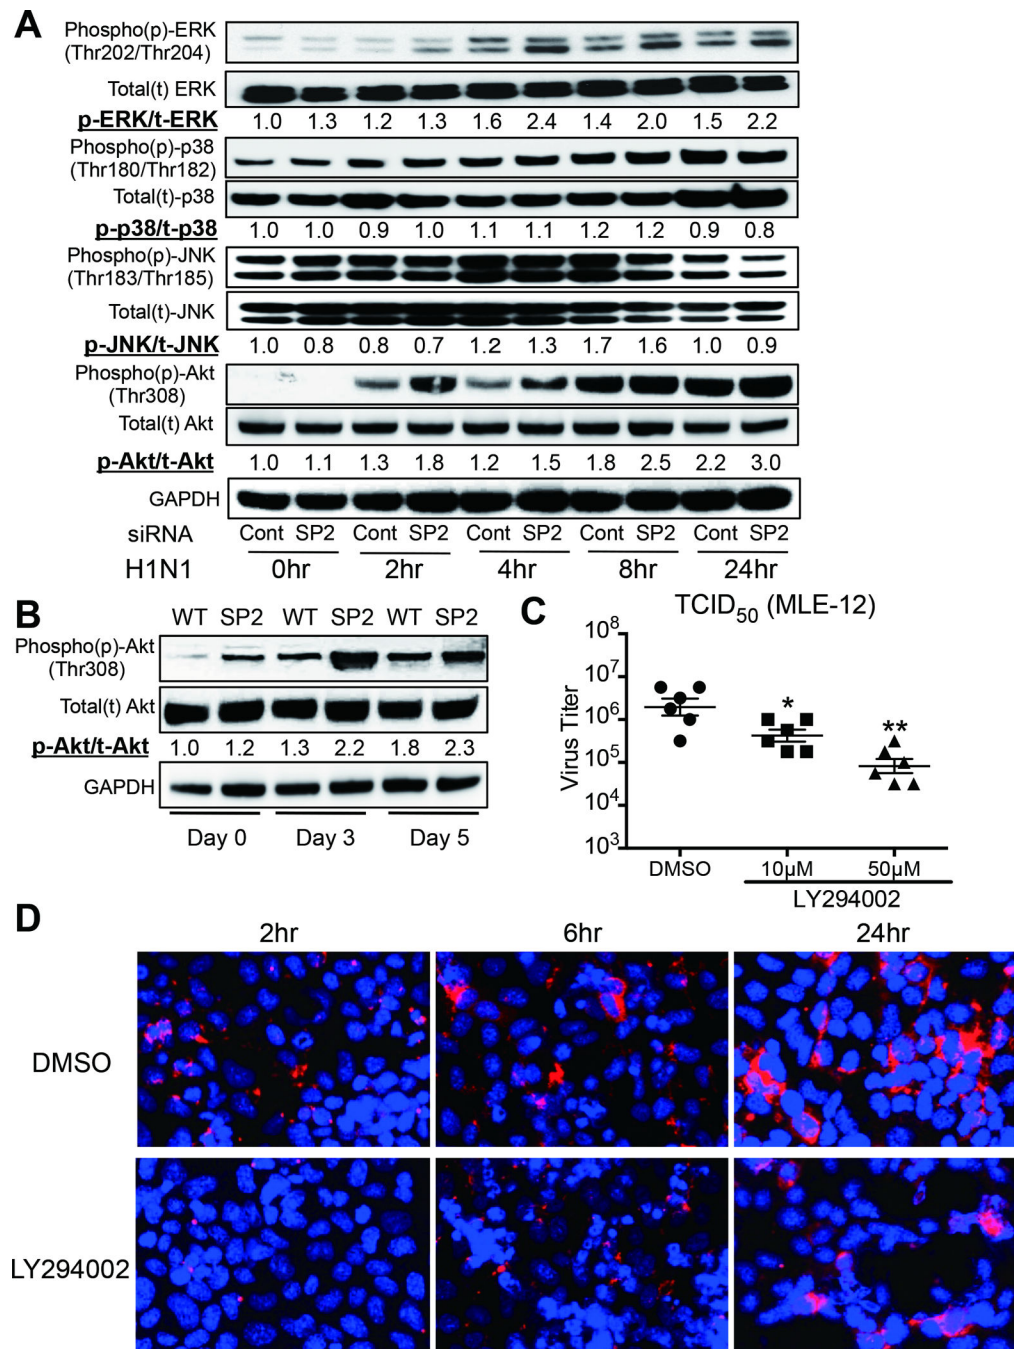 A
Phospho(p)-ERK
(Thr202/Thr204)
Total(t) ERK
p-ERK/t-ERK 1.0 1.3 1.2 1.3 1.6 2.4 1.4 2.0 1.5 2.2
Phospho(p)-p38
(Thr180/Thr182)
Total(t)-p38
p-p38/t-p38 1.0 1.0 0.9 1.0 1.1 1.1 1.2 1.2 0.9 0.8
Phospho(p)-JNK
(Thr183/Thr185)
Total(t)-JNK
p-JNK/t-JNK 1.0 0.8 0.8 0.7 1.2 1.3 1.7 1.6 1.0 0.9
Phospho(p)-Akt
(Thr308)
Total(t) Akt
p-Akt/t-Akt 1.0 1.1 1.3 1.8 1.2 1.5 1.8 2.5 2.2 3.0
GAPDH
siRNA Cont SP2 Cont SP2 Cont SP2 Cont SP2 Cont SP2
H1N1 0hr 2hr 4hr 8hr 24hr
B
WT SP2 WT SP2 WT SP2
Phospho(p)-Akt
(Thr308)
Total(t) Akt
p-Akt/t-Akt 1.0 1.2 1.3 2.2 1.8 2.3
GAPDH
Day 0 Day 3 Day 5
C
TCID50 (MLE-12)
Virus Titer
10^8
10^7
10^6
10^5
10^4
10^3
*
**
DMSO 10µM 50µM
LY294002
D
2hr 6hr 24hr
DMSO
LY294002